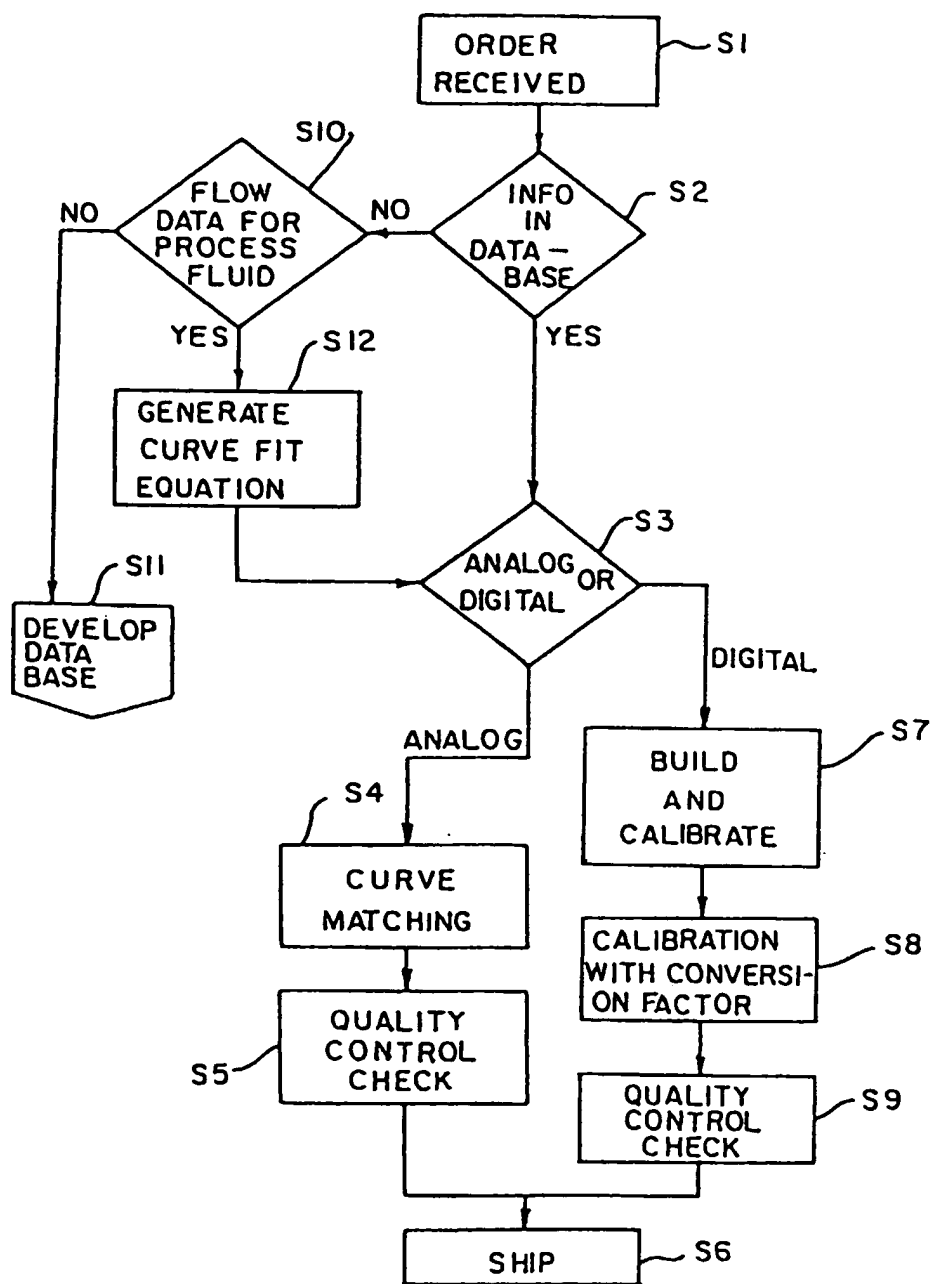 ORDER
RECEIVED
S1
S10
FLOW
DATA FOR
PROCESS
FLUID
NO
NO
INFO
IN
DATA-
BASE
S2
YES
YES
S12
GENERATE
CURVE FIT
EQUATION
S3
ANALOG OR
DIGITAL
S11
DEVELOP
DATA
BASE
DIGITAL
ANALOG
S7
BUILD
AND
CALIBRATE
S4
CURVE
MATCHING
CALIBRATION
WITH CONVERSI-
ON FACTOR
S8
QUALITY
CONTROL
CHECK
S5
QUALITY
CONTROL
CHECK
S9
SHIP
S6